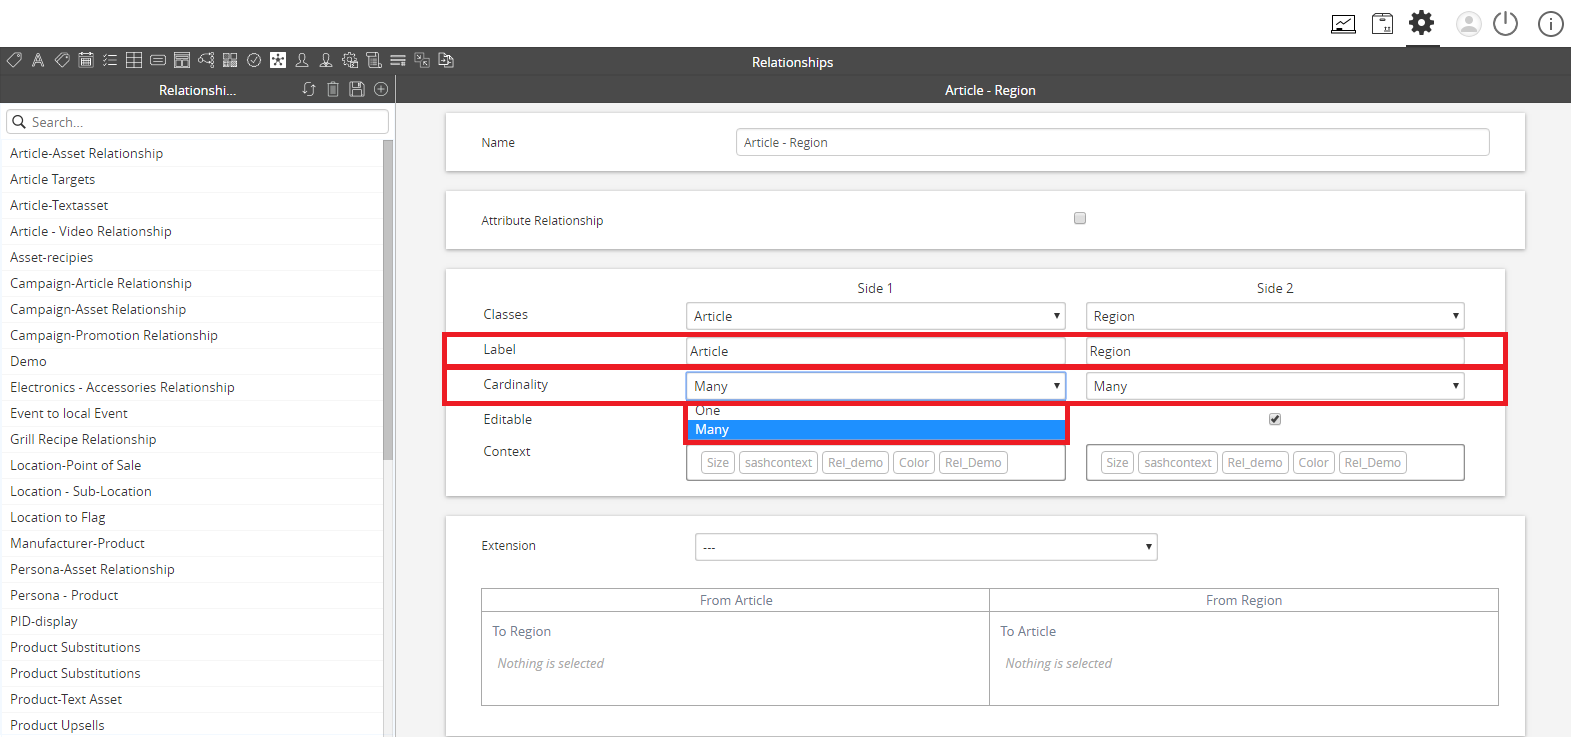 Relationships
Relationshi...
Article - Region
Search...
Article-Asset Relationship
Article Targets
Article-Textasset
Article - Video Relationship
Asset-recipies
Campaign-Article Relationship
Campaign-Asset Relationship
Campaign-Promotion Relationship
Demo
Electronics - Accessories Relationship
Event to local Event
Grill Recipe Relationship
Location-Point of Sale
Location - Sub-Location
Location to Flag
Manufacturer-Product
Persona-Asset Relationship
Persona - Product
PID-display
Product Substitutions
Product Substitutions
Product-Text Asset
Product Upsells
Name Article - Region
Attribute Relationship
Side 1 Side 2
Classes Article Region
Label Article Region
Cardinality Many Many
One
Many
Editable
Context Size sashcontext Rel_demo Color Rel_Demo Size sashcontext Rel_demo Color Rel_Demo
Extension ---
From Article From Region
To Region To Article
Nothing is selected Nothing is selected